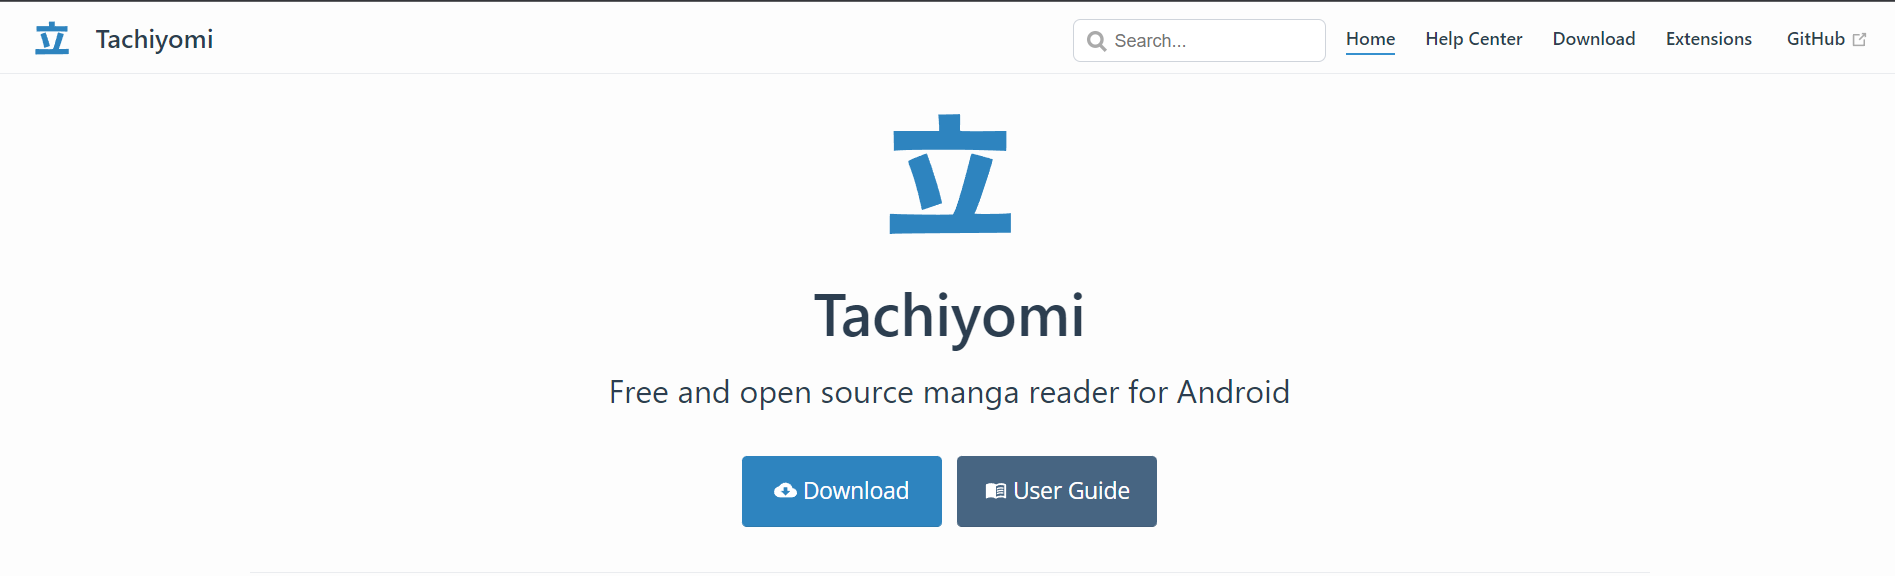 立 Tachiyomi Search... Home Help Center Download Extensions GitHub
立
Tachiyomi
Free and open source manga reader for Android
Download User Guide